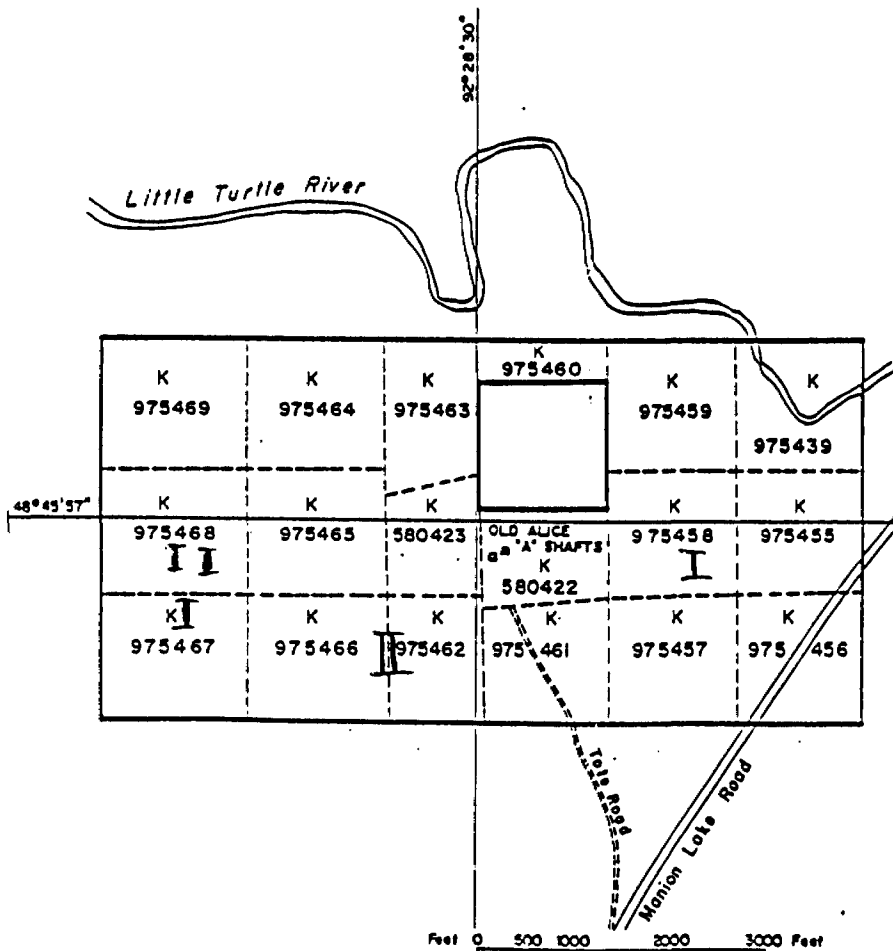 92° 28' 30"
Little Turtle River
K K K K K K
975469 975464 975463 975460 975459 975439
48° 45' 57"
K K K K K
975468 975465 580423 975458 975455
OLD ALICE
"A" SHAFTS
K
580422
I I I
I
K K K K K K
975467 975466 975462 975461 975457 975456
II
Tote Road
Manion Lake Road
Feet 0 500 1000 2000 3000 Feet